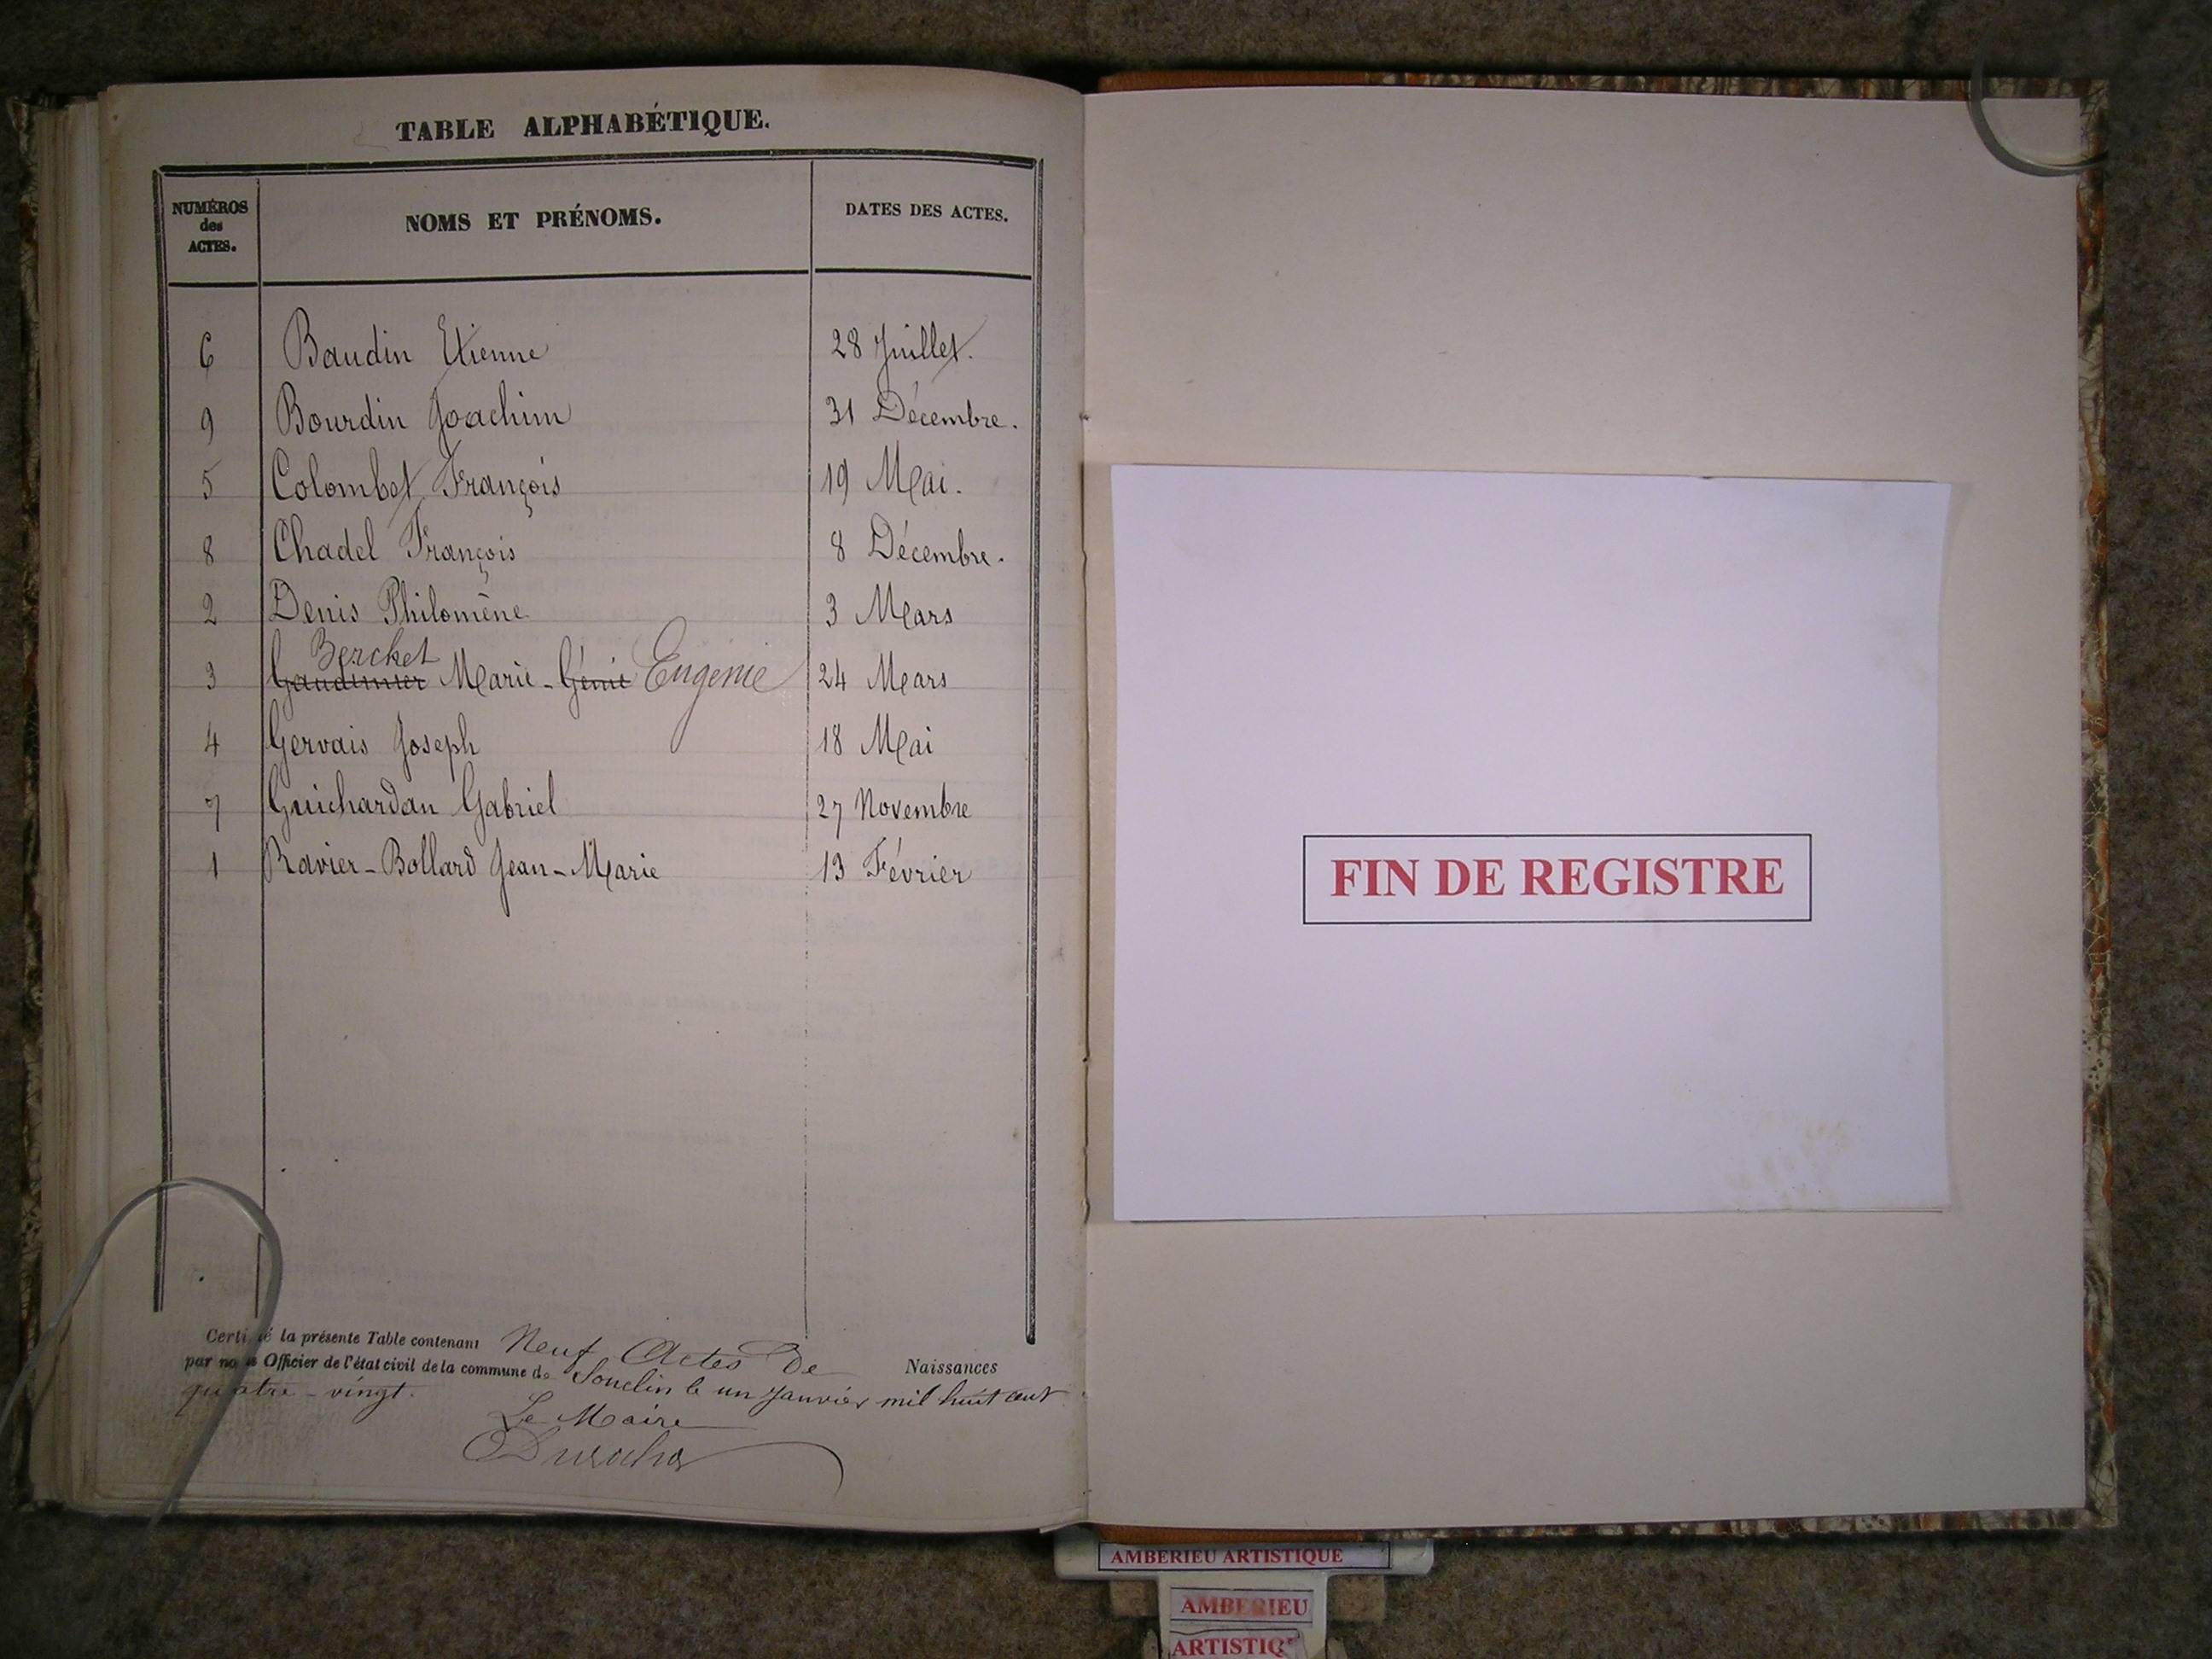 TABLE ALPHABÉTIQUE.
NUMÉROS des ACTES. NOMS ET PRÉNOMS. DATES DES ACTES.
6 Baudin Etienne 28 Juillet.
9 Bourdin Joachim 31 Décembre.
5 Colombet François 19 Mai.
8 Chadel François 8 Décembre.
2 Denis Philomène 3 Mars
Berchet
3 Gaudinier Marie-Génie Eugenie 24 Mars
4 Gervais Joseph 18 Mai
7 Guichardan Gabriel 27 Novembre
1 Ravier-Bollard Jean-Marie 13 Février
Certifié la présente Table contenant Neuf Actes De Naissances
par nous Officier de l'état civil de la commune de Souclin le un Janvier mil huit cent
quatre-vingt.
Le Maire
FIN DE REGISTRE
AMBERIEU ARTISTIQUE
AMBERIEU
ARTISTIQ